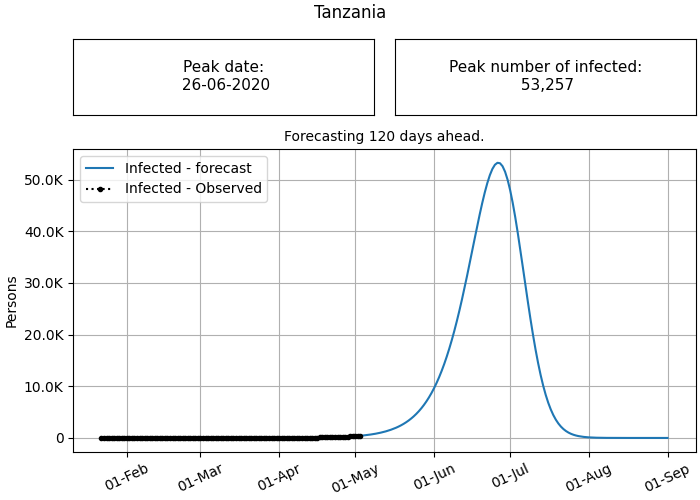 Tanzania
Peak date:
26-06-2020
Peak number of infected:
53,257
Forecasting 120 days ahead.
Infected - forecast
Infected - Observed
Persons
50.0K
40.0K
30.0K
20.0K
10.0K
0
01-Feb
01-Mar
01-Apr
01-May
01-Jun
01-Jul
01-Aug
01-Sep